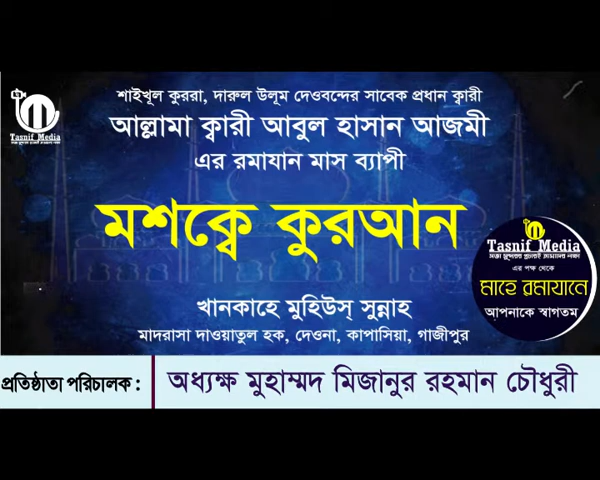 শাইখূল কুররা, দারুল উলূম দেওবন্দের সাবেক প্রধান ক্বারী
আল্লামা ক্বারী আবুল হাসান আজমী
এর রমাযান মাস ব্যাপী
মশক্বে কুরআন
খানকাহে মুহিউস্ সুন্নাহ
মাদরাসা দাওয়াতুল হক, দেওনা, কাপাসিয়া, গাজীপুর
Tasnif Media
Tasnif Media
এর পক্ষ থেকে
মাহে রমাযানে
আপনাকে স্বাগতম
প্রতিষ্ঠাতা পরিচালক :
অধ্যক্ষ মুহাম্মদ মিজানুর রহমান চৌধুরী